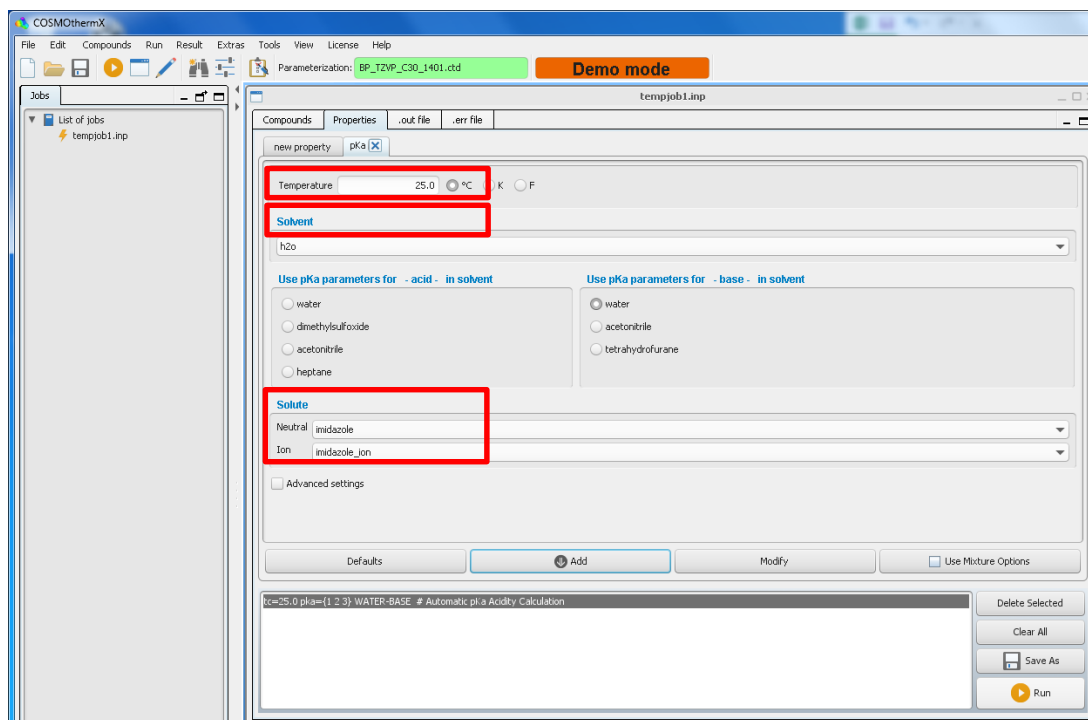 COSMOthermX
File Edit Compounds Run Result Extras Tools View License Help
Parameterization: BP_TZVP_C30_1401.ctd Demo mode
Jobs
List of jobs
tempjob1.inp
tempjob1.inp
Compounds Properties .out file .err file
new property pKa
Temperature 25.0 °C K F
Solvent
h2o
Use pKa parameters for - acid - in solvent
water
dimethylsulfoxide
acetonitrile
heptane
Use pKa parameters for - base - in solvent
water
acetonitrile
tetrahydrofurane
Solute
Neutral imidazole
Ion imidazole_ion
Advanced settings
Defaults Add Modify Use Mixture Options
tc=25.0 pka={1 2 3} WATER-BASE # Automatic pKa Acidity Calculation
Delete Selected
Clear All
Save As
Run